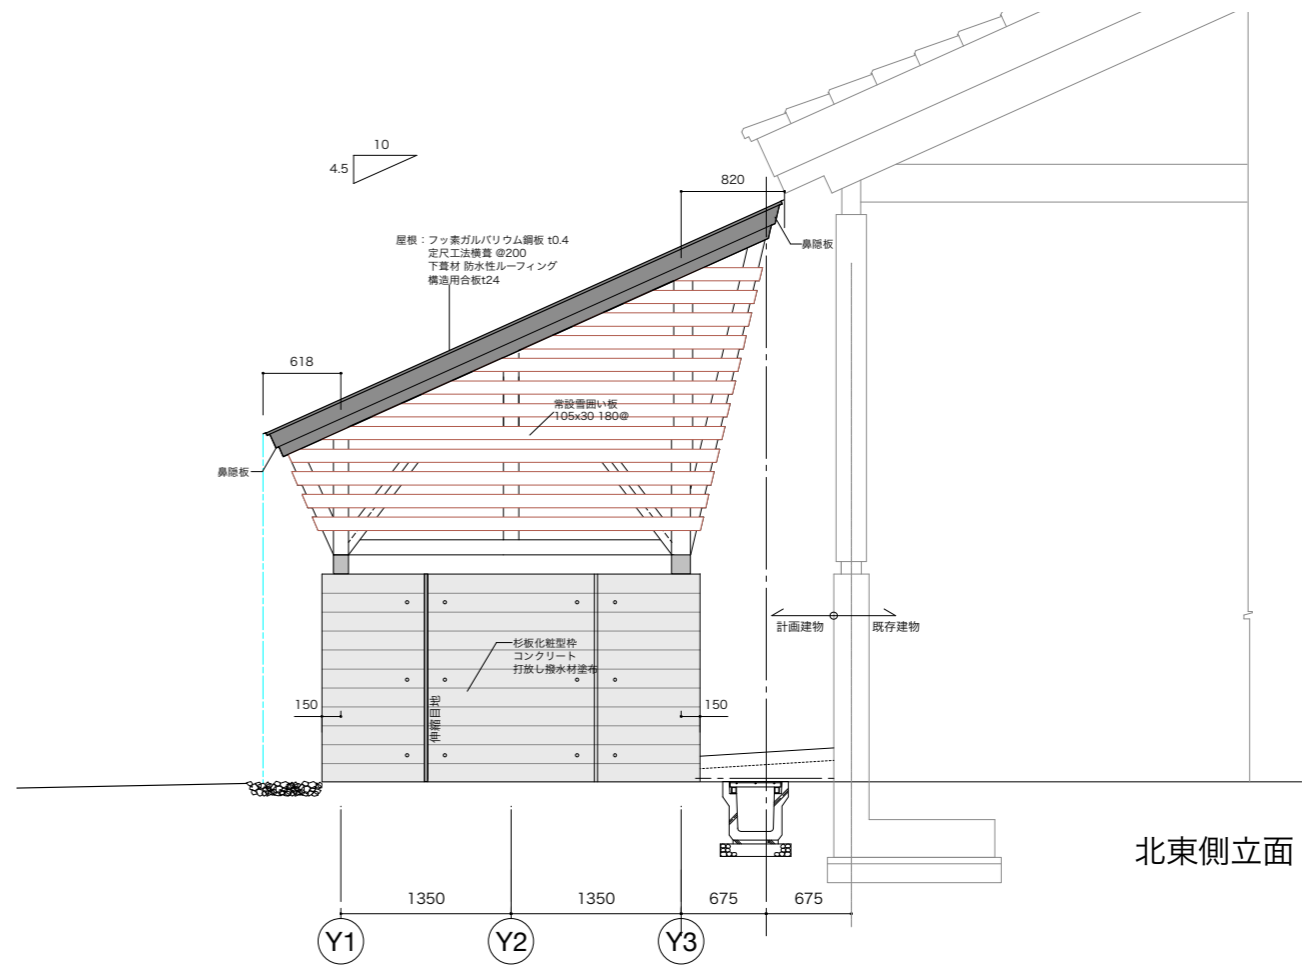 10
4.5
820
屋根：フッ素ガルバリウム鋼板 t0.4
定尺工法横葺 @200
下葺材 防水性ルーフィング
構造用合板t24
鼻隠板
618
常設雪囲い板
105x30 180@
鼻隠板
計画建物
既存建物
杉板化粧型枠
コンクリート
打放し撥水材塗布
150
伸縮目地
150
北東側立面
1350
1350
675
675
Y1
Y2
Y3